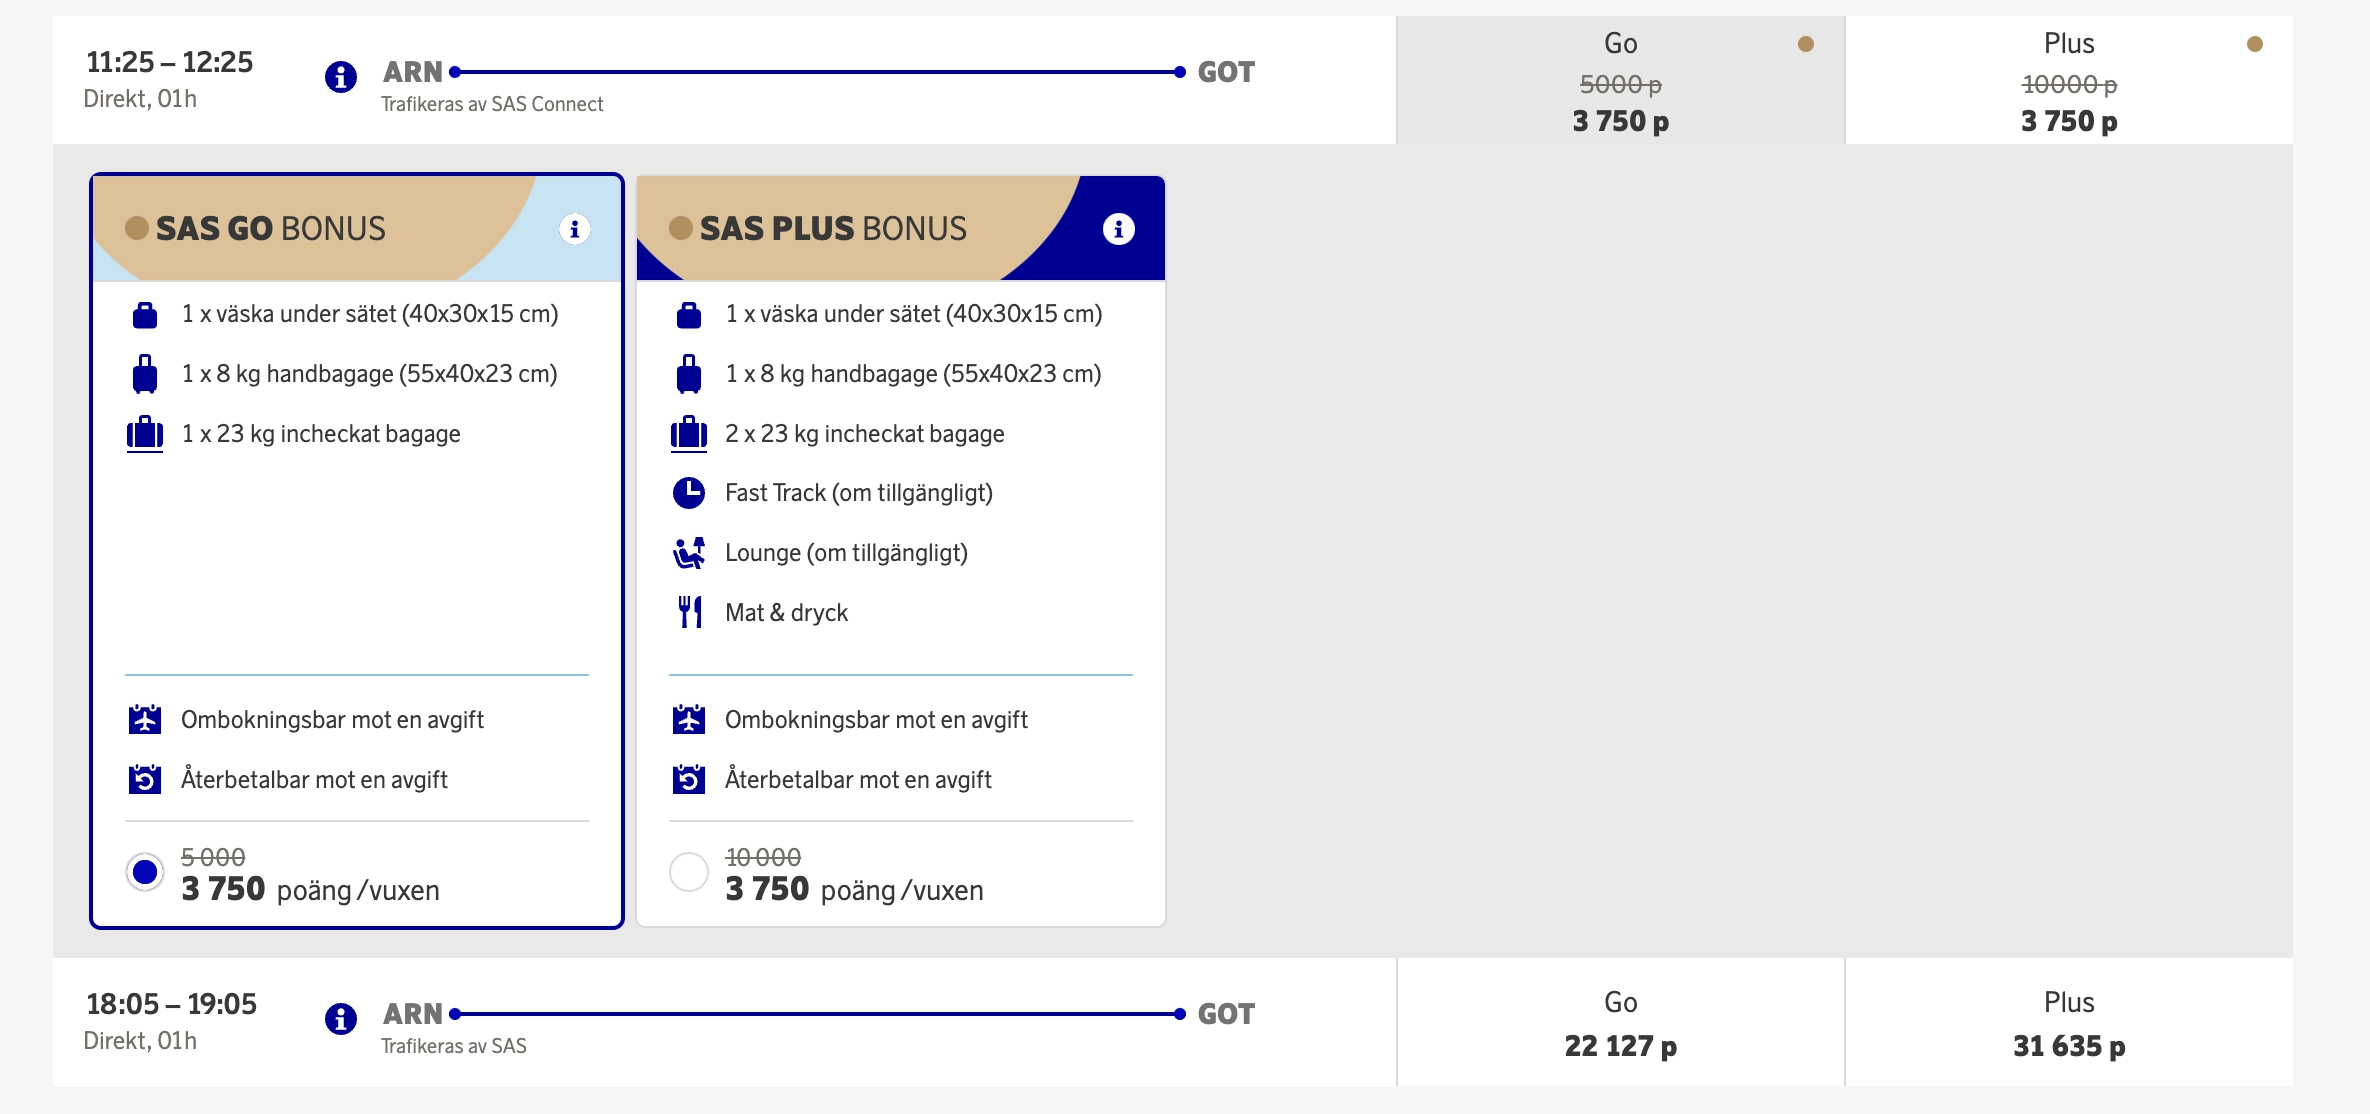 11:25 – 12:25
Direkt, 01h
ARN
GOT
Trafikeras av SAS Connect
Go
5000 p
3 750 p
Plus
10000 p
3 750 p
SAS GO BONUS
1 x väska under sätet (40x30x15 cm)
1 x 8 kg handbagage (55x40x23 cm)
1 x 23 kg incheckat bagage
Ombokningsbar mot en avgift
Återbetalbar mot en avgift
5 000
3 750 poäng /vuxen
SAS PLUS BONUS
1 x väska under sätet (40x30x15 cm)
1 x 8 kg handbagage (55x40x23 cm)
2 x 23 kg incheckat bagage
Fast Track (om tillgängligt)
Lounge (om tillgängligt)
Mat & dryck
Ombokningsbar mot en avgift
Återbetalbar mot en avgift
10 000
3 750 poäng /vuxen
18:05 – 19:05
Direkt, 01h
ARN
GOT
Trafikeras av SAS
Go
22 127 p
Plus
31 635 p